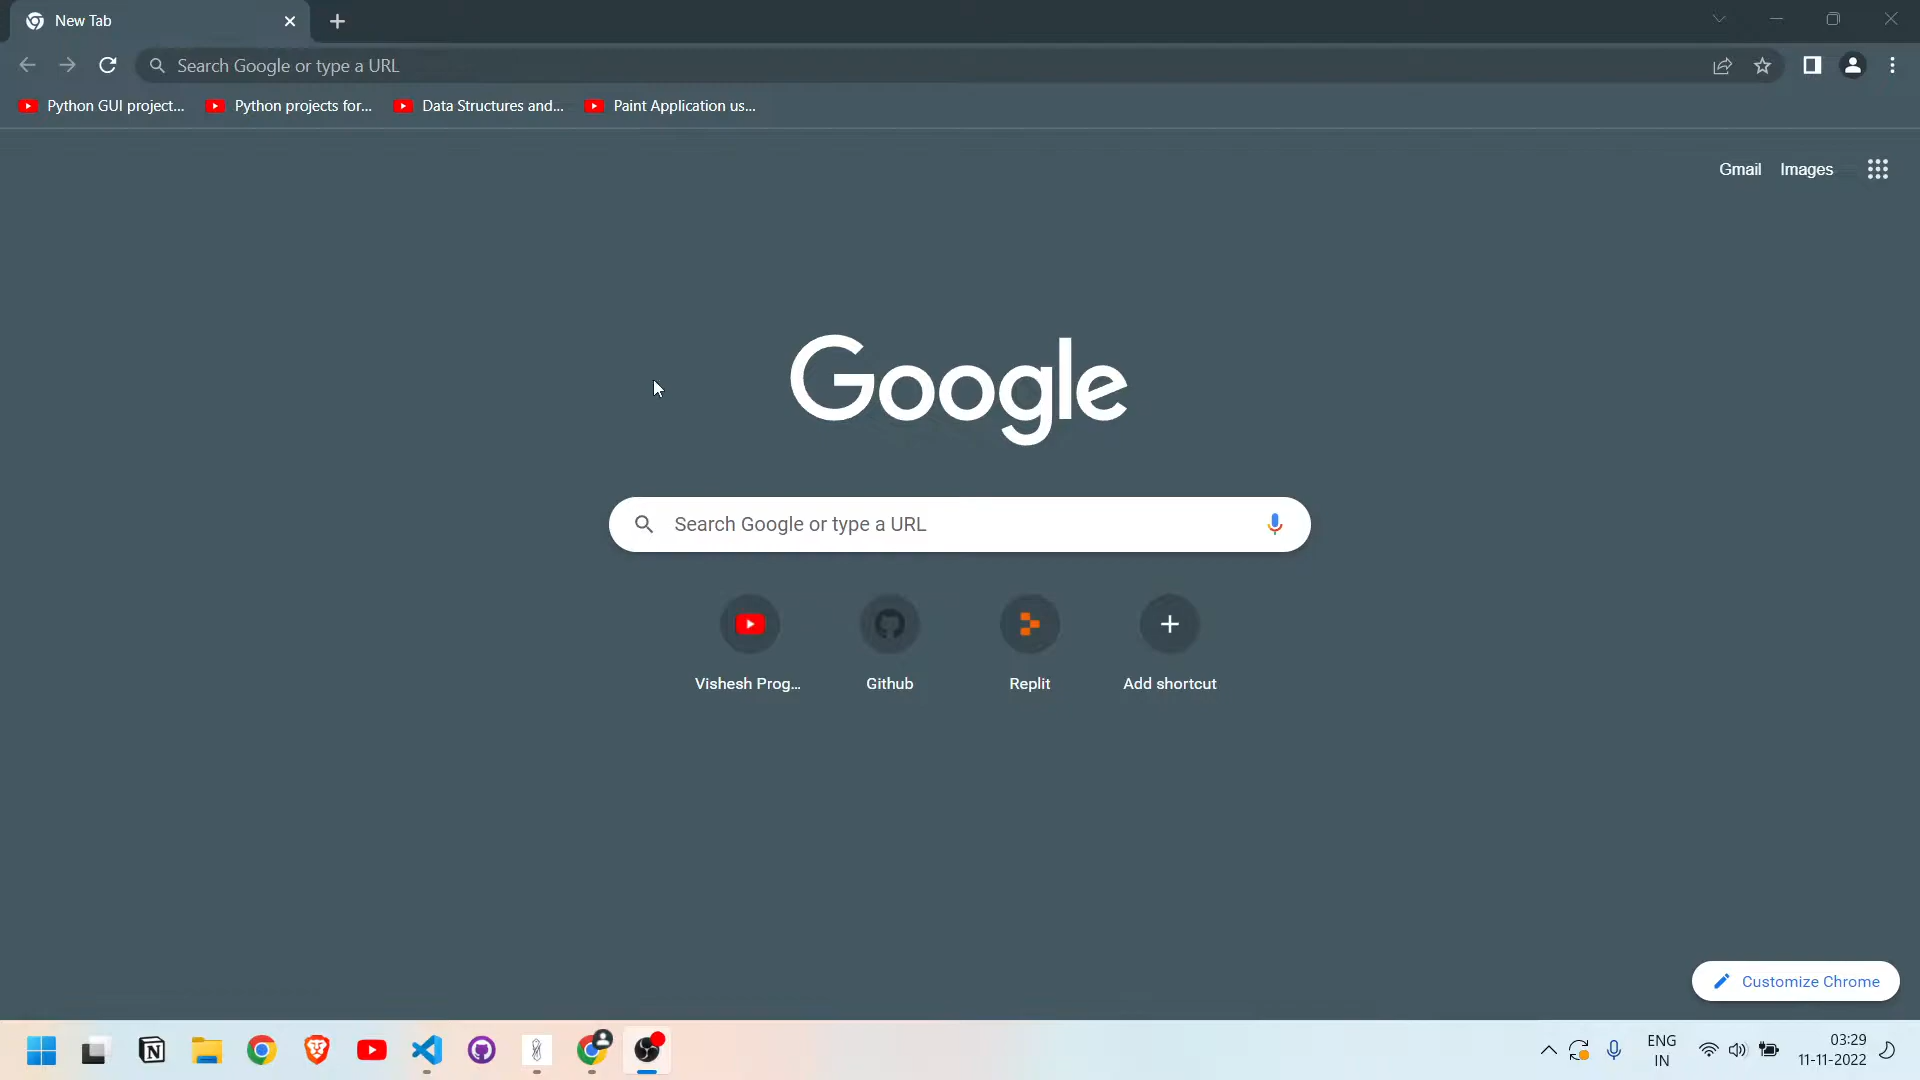 New Tab
Search Google or type a URL
Python GUI project...
Python projects for...
Data Structures and...
Paint Application us...
Gmail
Images
Google
Search Google or type a URL
Vishesh Prog...
Github
Replit
Add shortcut
Customize Chrome
ENG
IN
03:29
11-11-2022